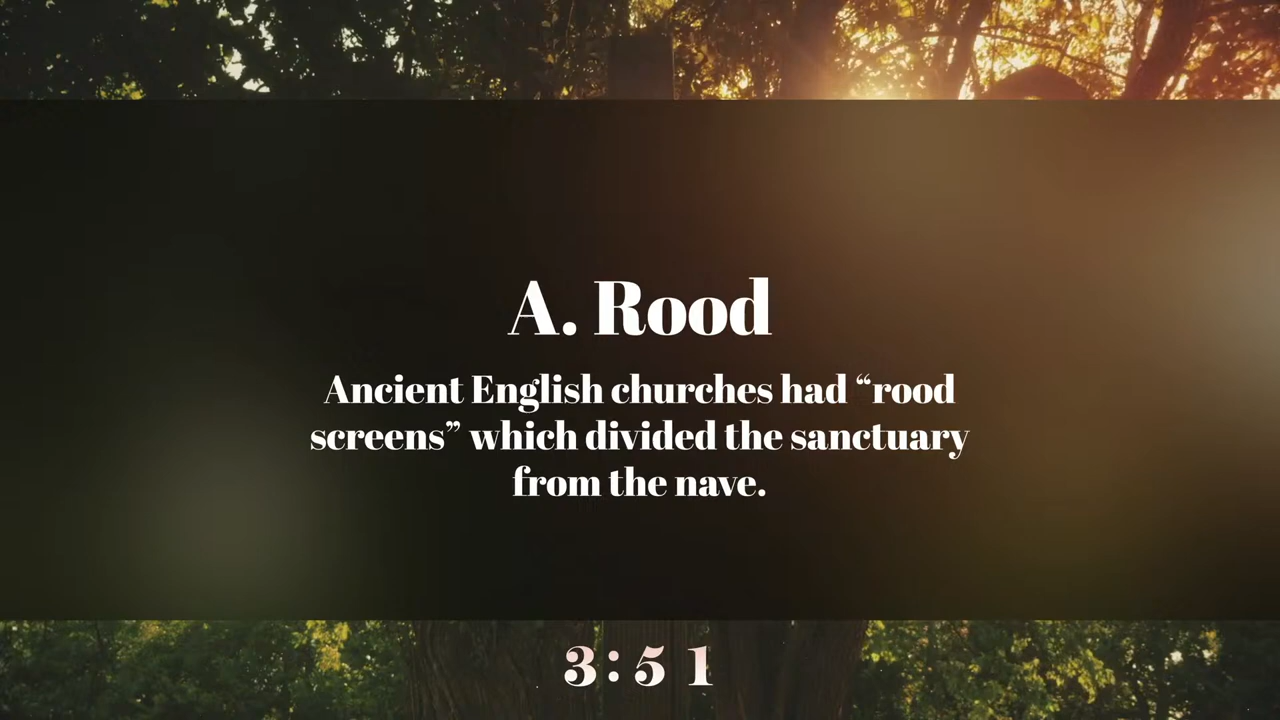 A. Rood
Ancient English churches had “rood
screens” which divided the sanctuary
from the nave.
3:51